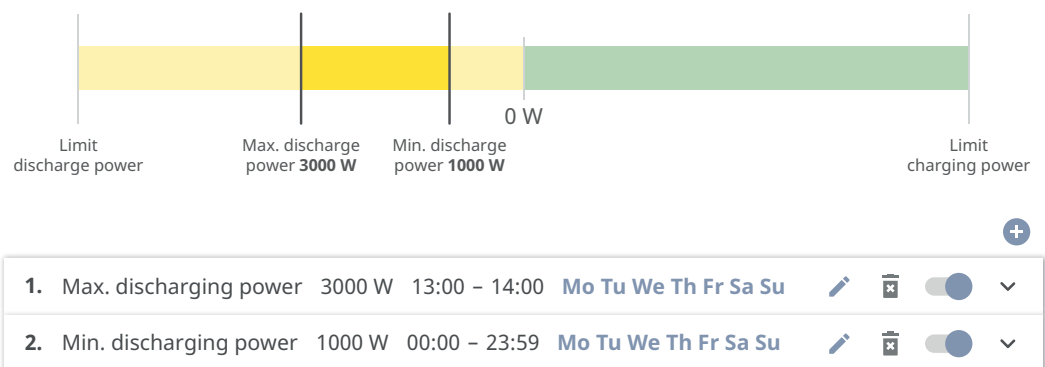 0 W
Limit
discharge power
Max. discharge
power 3000 W
Min. discharge
power 1000 W
Limit
charging power
1. Max. discharging power 3000 W 13:00 – 14:00 Mo Tu We Th Fr Sa Su
2. Min. discharging power 1000 W 00:00 – 23:59 Mo Tu We Th Fr Sa Su